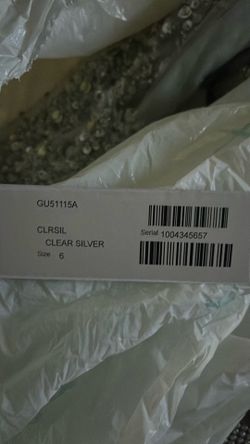 GU51115A
CLRSIL
Serial 1004345657
CLEAR SILVER
Size 6